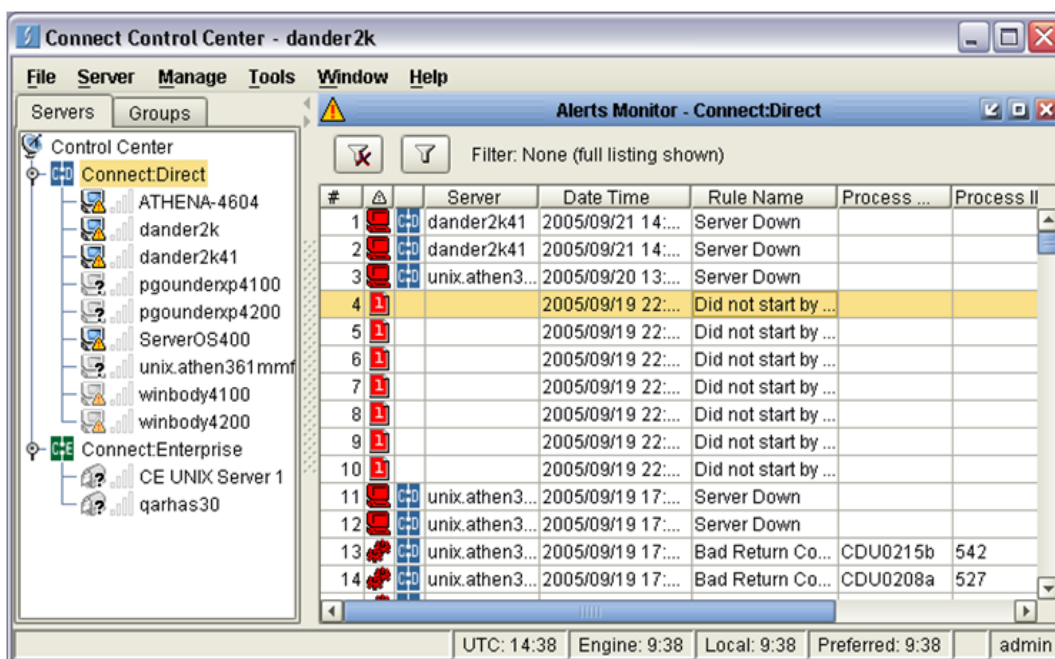 Connect Control Center - dander2k
File Server Manage Tools Window Help
Servers Groups
Control Center
Connect:Direct
ATHENA-4604
dander2k
dander2k41
pgounderxp4100
pgounderxp4200
ServerOS400
unix.athen361mmf
winbody4100
winbody4200
Connect:Enterprise
CE UNIX Server 1
qarhas30
Alerts Monitor - Connect:Direct
Filter: None (full listing shown)
# Server Date Time Rule Name Process ... Process II
1 C-D dander2k41 2005/09/21 14:... Server Down
2 C-D dander2k41 2005/09/21 14:... Server Down
3 C-D unix.athen3... 2005/09/20 13:... Server Down
4 1 2005/09/19 22:... Did not start by ...
5 1 2005/09/19 22:... Did not start by ...
6 1 2005/09/19 22:... Did not start by ...
7 1 2005/09/19 22:... Did not start by ...
8 1 2005/09/19 22:... Did not start by ...
9 1 2005/09/19 22:... Did not start by ...
10 1 2005/09/19 22:... Did not start by ...
11 C-D unix.athen3... 2005/09/19 17:... Server Down
12 C-D unix.athen3... 2005/09/19 17:... Server Down
13 C-D unix.athen3... 2005/09/19 17:... Bad Return Co... CDU0215b 542
14 C-D unix.athen3... 2005/09/19 17:... Bad Return Co... CDU0208a 527
UTC: 14:38 Engine: 9:38 Local: 9:38 Preferred: 9:38 admin